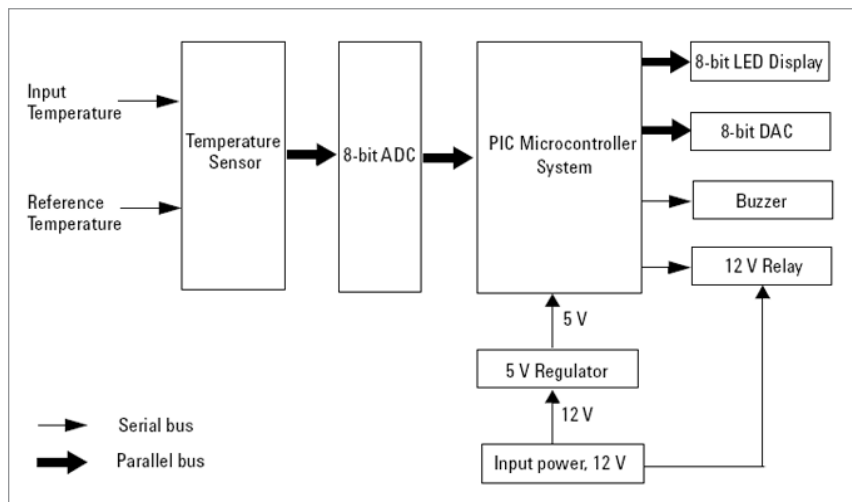 Input
Temperature
Reference
Temperature
Temperature
Sensor
8-bit ADC
PIC Microcontroller
System
8-bit LED Display
8-bit DAC
Buzzer
12 V Relay
5 V
5 V Regulator
12 V
Input power, 12 V
Serial bus
Parallel bus